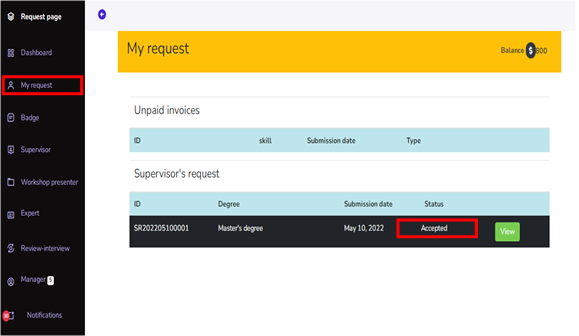 Request page
Dashboard
My request
Badge
Supervisor
Workshop presenter
Expert
Review-interview
Manager 5
Notifications
My request
Balance $ 800
Unpaid invoices
ID skill Submission date Type
Supervisor's request
ID Degree Submission date Status
SR202205100001 Master's degree May 10, 2022 Accepted View